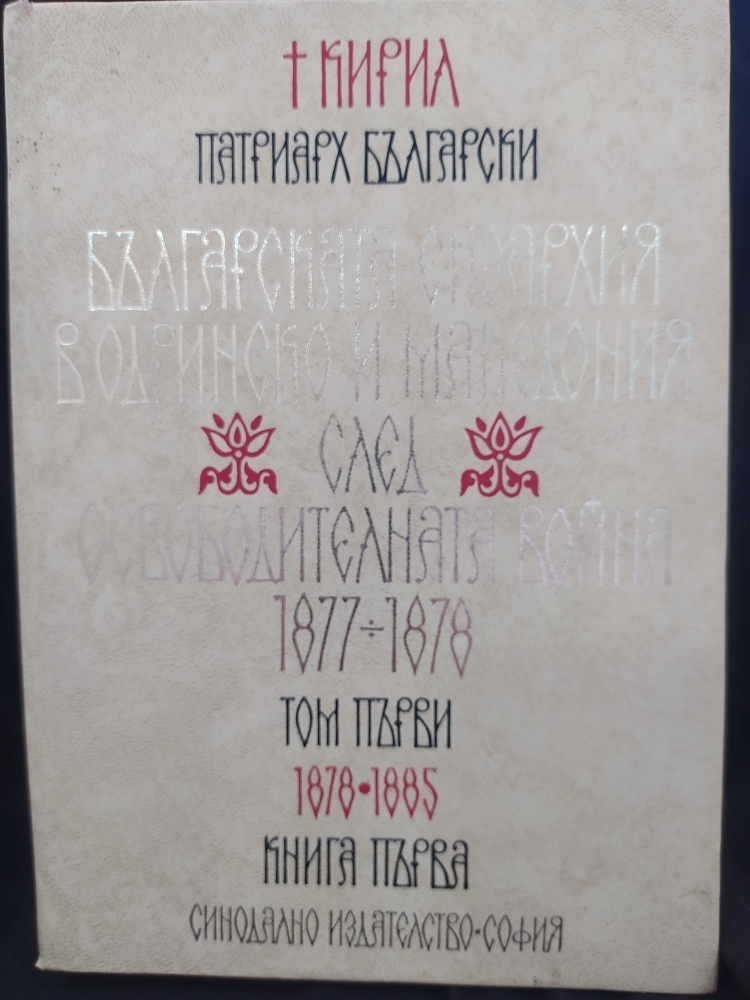 † КИРИЛ
ПАТРИАРХ БЪЛГАРСКИ
БЪЛГАРСКАТА ЕКЗАРХИЯ
В ОДРИНСКО И МАКЕДОНИЯ
СЛЕД
ОСВОБОДИТЕЛНАТА ВОЙНА
1877÷1878
ТОМ ПЪРВИ
1878•1885
КНИГА ПЪРВА
СИНОДАЛНО ИЗДАТЕЛСТВО•СОФИЯ